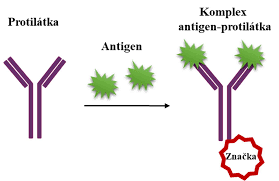 Protilátka
Antigen
Komplex
antigen-protilátka
Značka